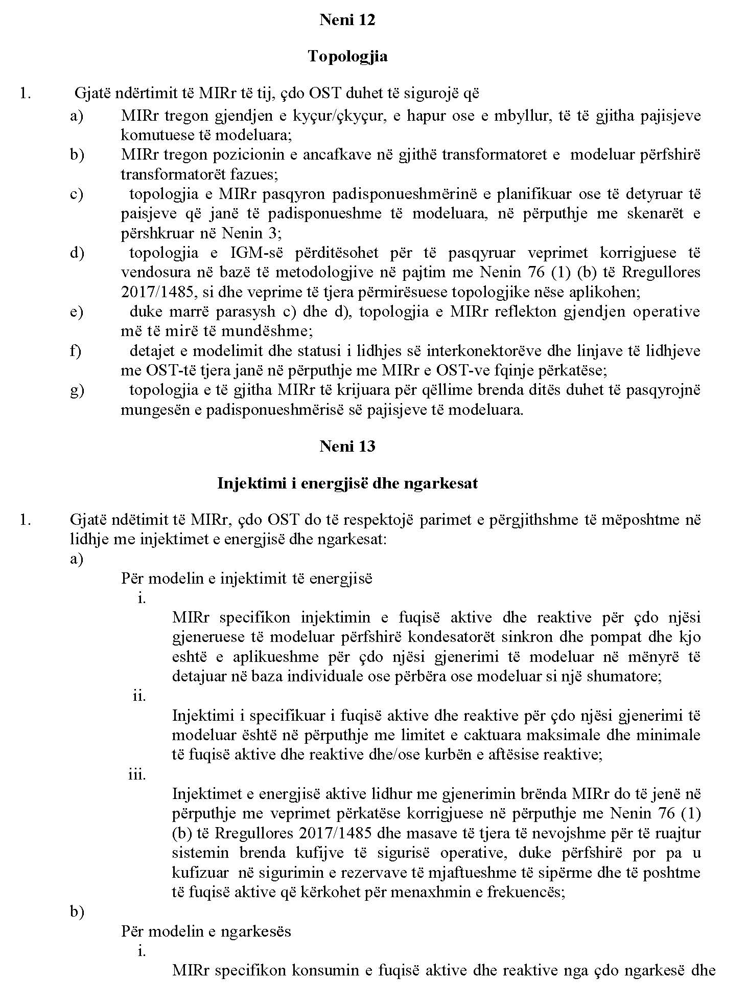 Neni 12
Topologjia
1. Gjatë ndërtimit të MIRr të tij, çdo OST duhet të sigurojë që
a) MIRr tregon gjendjen e kyçur/çkyçur, e hapur ose e mbyllur, të të gjitha pajisjeve
komutuese të modeluara;
b) MIRr tregon pozicionin e ancafkave në gjithë transformatoret e modeluar përfshirë
transformatorët fazues;
c) topologjia e MIRr pasqyron padisponueshmërinë e planifikuar ose të detyruar të
paisjeve që janë të padisponueshme të modeluara, në përputhje me skenarët e
përshkruar në Nenin 3;
d) topologjia e IGM-së përditësohet për të pasqyruar veprimet korrigjuese të
vendosura në bazë të metodologjive në pajtim me Nenin 76 (1) (b) të Rregullores
2017/1485, si dhe veprime të tjera përmirësuese topologjike nëse aplikohen;
e) duke marrë parasysh c) dhe d), topologjia e MIRr reflekton gjendjen operative
më të mirë të mundëshme;
f) detajet e modelimit dhe statusi i lidhjes së interkonektorëve dhe linjave të lidhjeve
me OST-të tjera janë në përputhje me MIRr e OST-ve fqinje përkatëse;
g) topologjia e të gjitha MIRr të krijuara për qëllime brenda ditës duhet të pasqyrojnë
mungesën e padisponueshmërisë së pajisjeve të modeluara.
Neni 13
Injektimi i energjisë dhe ngarkesat
1. Gjatë ndëtimit të MIRr, çdo OST do të respektojë parimet e përgjithshme të mëposhtme në
lidhje me injektimet e energjisë dhe ngarkesat:
a)
Për modelin e injektimit të energjisë
i.
MIRr specifikon injektimin e fuqisë aktive dhe reaktive për çdo njësi
gjeneruese të modeluar përfshirë kondesatorët sinkron dhe pompat dhe kjo
eshtë e aplikueshme për çdo njësi gjenerimi të modeluar në mënyrë të
detajuar në baza individuale ose përbëra ose modeluar si një shumatore;
ii.
Injektimi i specifikuar i fuqisë aktive dhe reaktive për çdo njësi gjenerimi të
modeluar është në përputhje me limitet e caktuara maksimale dhe minimale
të fuqisë aktive dhe reaktive dhe/ose kurbën e aftësise reaktive;
iii.
Injektimet e energjisë aktive lidhur me gjenerimin brënda MIRr do të jenë në
përputhje me veprimet përkatëse korrigjuese në përputhje me Nenin 76 (1)
(b) të Rregullores 2017/1485 dhe masave të tjera të nevojshme për të ruajtur
sistemin brenda kufijve të sigurisë operative, duke përfshirë por pa u
kufizuar në sigurimin e rezervave të mjaftueshme të sipërme dhe të poshtme
të fuqisë aktive që kërkohet për menaxhmin e frekuencës;
b)
Për modelin e ngarkesës
i.
MIRr specifikon konsumin e fuqisë aktive dhe reaktive nga çdo ngarkesë dhe